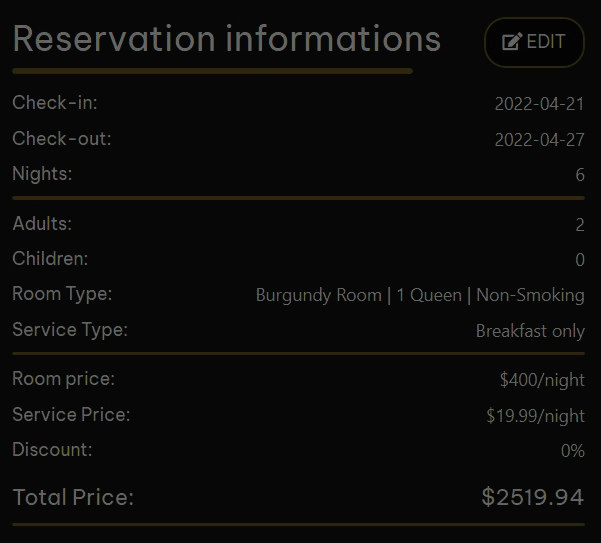 Reservation informations
EDIT
Check-in: 2022-04-21
Check-out: 2022-04-27
Nights: 6
Adults: 2
Children: 0
Room Type: Burgundy Room | 1 Queen | Non-Smoking
Service Type: Breakfast only
Room price: $400/night
Service Price: $19.99/night
Discount: 0%
Total Price: $2519.94